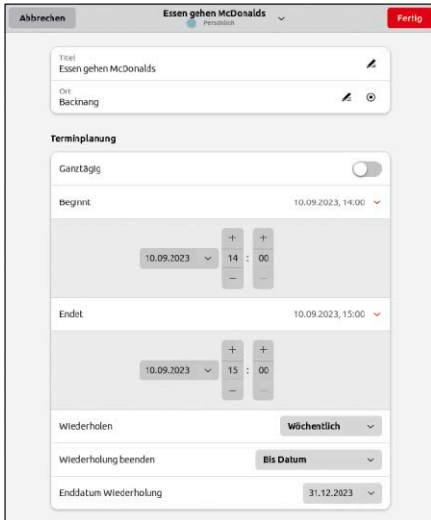 Abbrechen
Essen gehen McDonalds
Persönlich
Fertig
Titel
Essen gehen McDonalds
Ort
Backnang
Terminplanung
Ganztägig
Beginnt 10.09.2023, 14:00
+ +
10.09.2023 14 : 00
− −
Endet 10.09.2023, 15:00
+ +
10.09.2023 15 : 00
− −
Wiederholen Wöchentlich
Wiederholung beenden Bis Datum
Enddatum Wiederholung 31.12.2023